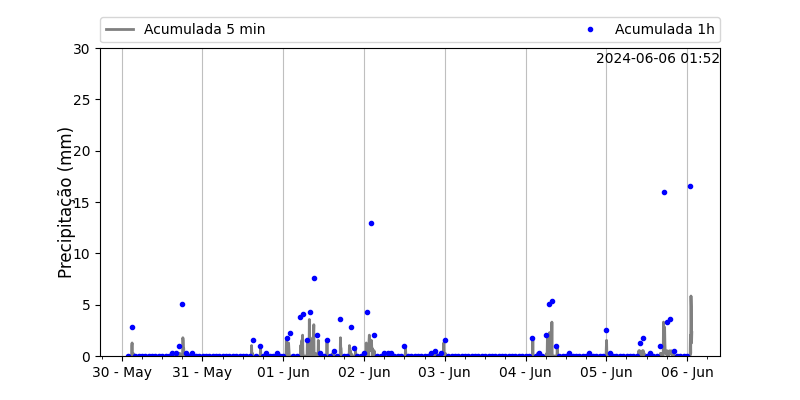 Acumulada 5 min
Acumulada 1h
2024-06-06 01:52
Precipitação (mm)
30
25
20
15
10
5
0
30 - May
31 - May
01 - Jun
02 - Jun
03 - Jun
04 - Jun
05 - Jun
06 - Jun